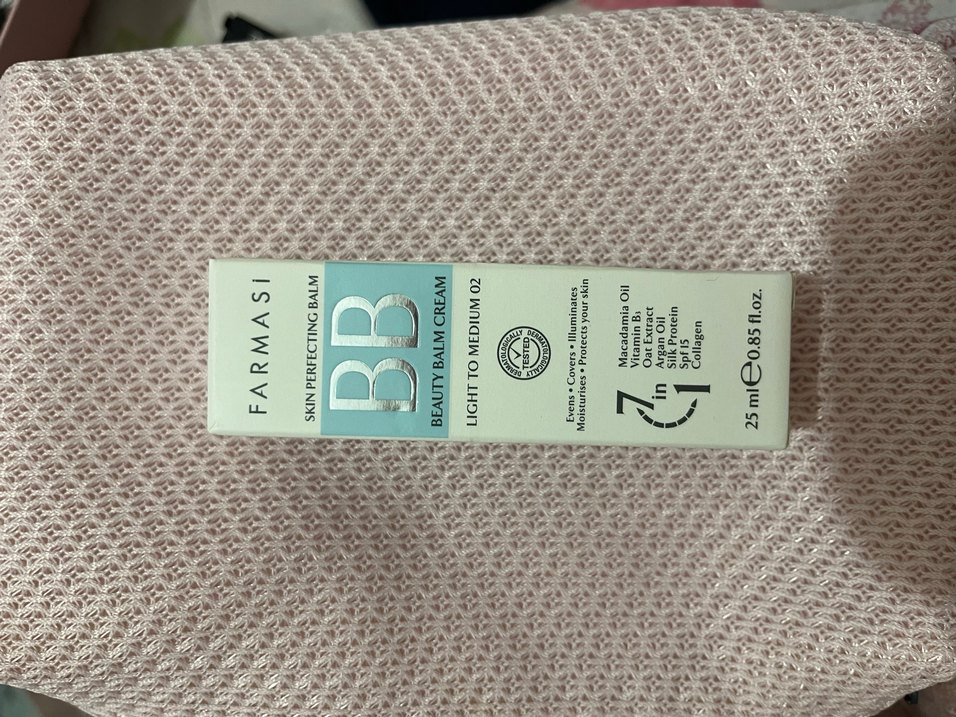 FARMASI
SKIN PERFECTING BALM
BB
BEAUTY BALM CREAM
LIGHT TO MEDIUM 02
DERMATOLOGICALLY
TESTED
DERMATOLOGICALLY
Evens • Covers • Illuminates
Moisturises • Protects your skin
7 in 1
Macadamia Oil
Vitamin B₃
Oat Extract
Argan Oil
Silk Protein
Spf 15
Collagen
25 ml ℮ 0.85 fl.oz.